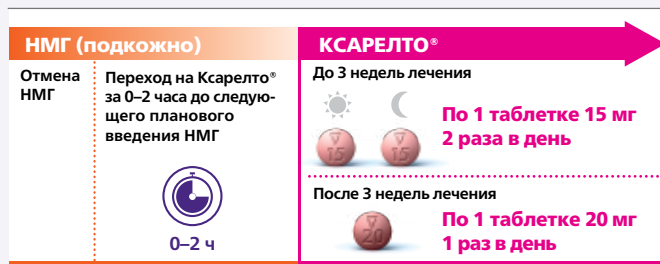 НМГ (подкожно)
КСАРЕЛТО®
Отмена
НМГ
Переход на Ксарелто®
за 0–2 часа до следую-
щего планового
введения НМГ
0–2 ч
До 3 недель лечения
15
15
По 1 таблетке 15 мг
2 раза в день
После 3 недель лечения
20
По 1 таблетке 20 мг
1 раз в день